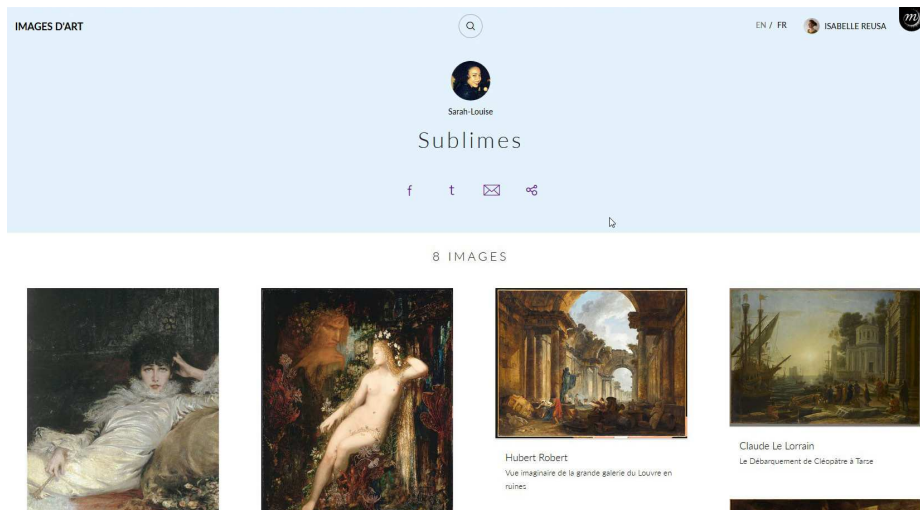 IMAGES D'ART
EN / FR
ISABELLE REUSA
m
Sarah-Louise
Sublimes
f
t
8 IMAGES
Hubert Robert
Vue imaginaire de la grande galerie du Louvre en
ruines
Claude Le Lorrain
Le Débarquement de Cléopâtre à Tarse